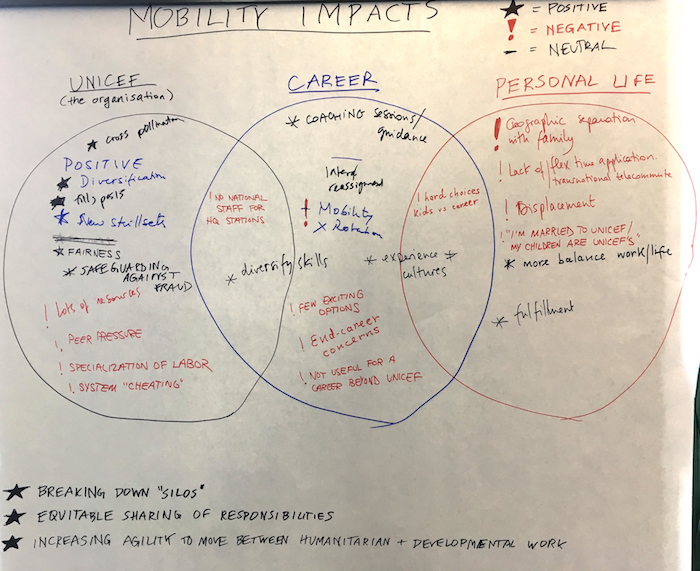 MOBILITY IMPACTS
★ = POSITIVE
! = NEGATIVE
– = NEUTRAL
UNICEF
(the organisation)
★ cross pollination
POSITIVE
★ Diversification
★ fill posts
★ New skillsets
* FAIRNESS
* SAFEGUARDING
AGAINST
FRAUD
! Lots of resources
! PEER PRESSURE
! SPECIALIZATION OF LABOR
! SYSTEM "CHEATING"
! NO NATIONAL
STAFF FOR
HQ STATIONS
* diversify skills
CAREER
* COACHING SESSIONS/
guidance
reassignment
! Mobility
x Rotation
! FEW EXCITING
OPTIONS
! End-career
concerns
! NOT USEFUL FOR A
CAREER BEYOND UNICEF
! hard choices
Kids vs career
* experience ≠
cultures
PERSONAL LIFE
! Geographic separation
with family
! Lack of/flex time application.
transnational telecommute
! Displacement
! "I'M MARRIED TO UNICEF/
MY CHILDREN ARE UNICEF'S"
* more balance work/life
* fulfillment
★ BREAKING DOWN "SILOS"
★ EQUITABLE SHARING OF RESPONSIBILITIES
★ INCREASING AGILITY TO MOVE BETWEEN HUMANITARIAN + DEVELOPMENTAL WORK